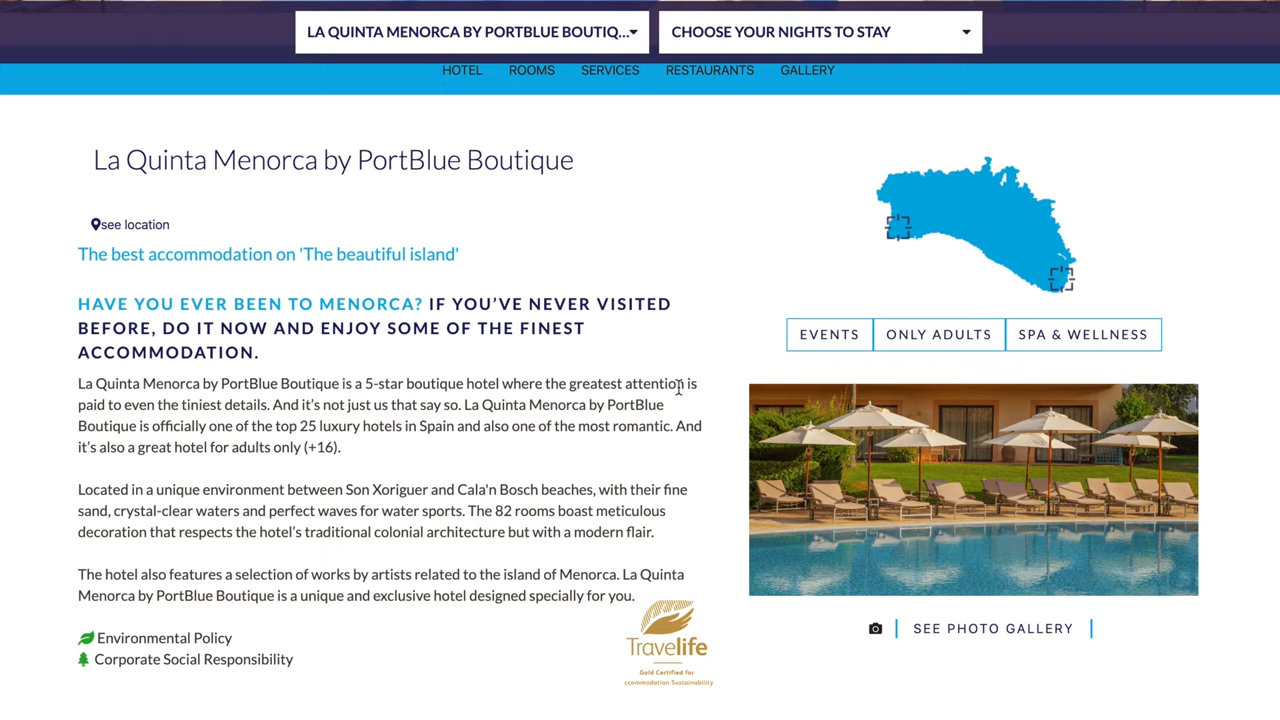 LA QUINTA MENORCA BY PORTBLUE BOUTIQ...
CHOOSE YOUR NIGHTS TO STAY
HOTEL
ROOMS
SERVICES
RESTAURANTS
GALLERY
La Quinta Menorca by PortBlue Boutique
see location
The best accommodation on 'The beautiful island'
HAVE YOU EVER BEEN TO MENORCA? IF YOU’VE NEVER VISITED
BEFORE, DO IT NOW AND ENJOY SOME OF THE FINEST
ACCOMMODATION.
La Quinta Menorca by PortBlue Boutique is a 5-star boutique hotel where the greatest attention is
paid to even the tiniest details. And it’s not just us that say so. La Quinta Menorca by PortBlue
Boutique is officially one of the top 25 luxury hotels in Spain and also one of the most romantic. And
it’s also a great hotel for adults only (+16).
Located in a unique environment between Son Xoriguer and Cala'n Bosch beaches, with their fine
sand, crystal-clear waters and perfect waves for water sports. The 82 rooms boast meticulous
decoration that respects the hotel’s traditional colonial architecture but with a modern flair.
The hotel also features a selection of works by artists related to the island of Menorca. La Quinta
Menorca by PortBlue Boutique is a unique and exclusive hotel designed specially for you.
Environmental Policy
Corporate Social Responsibility
Travelife
Gold Certified for
ccommodation Sustainability
EVENTS
ONLY ADULTS
SPA & WELLNESS
SEE PHOTO GALLERY